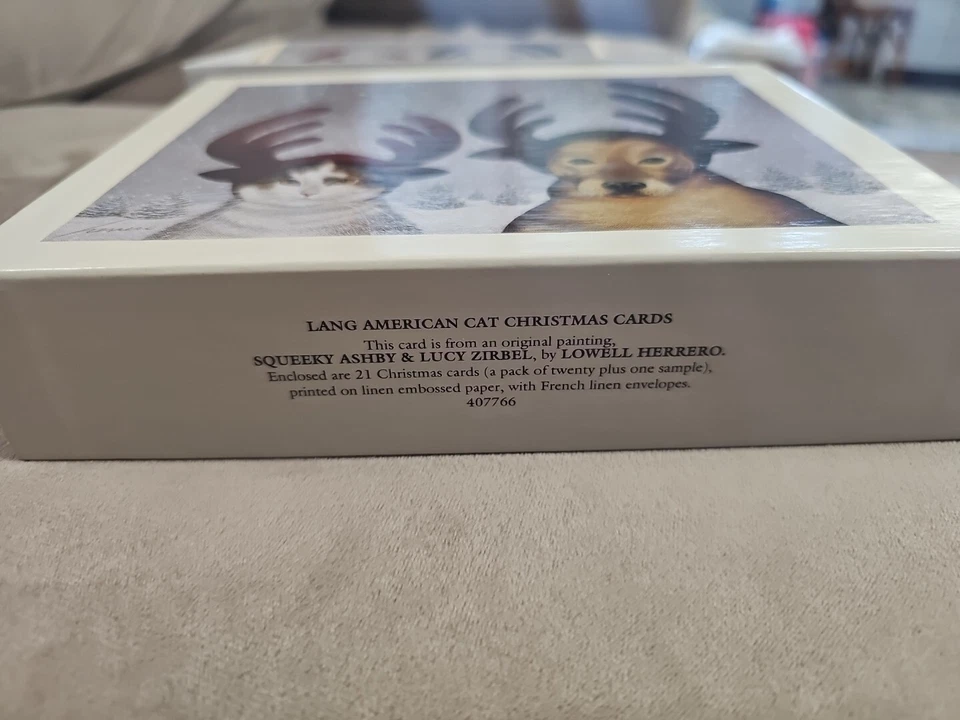 LANG AMERICAN CAT CHRISTMAS CARDS
This card is from an original painting,
SQUEEKY ASHBY & LUCY ZIRBEL, by LOWELL HERRERO.
Enclosed are 21 Christmas cards (a pack of twenty plus one sample),
printed on linen embossed paper, with French linen envelopes.
407766